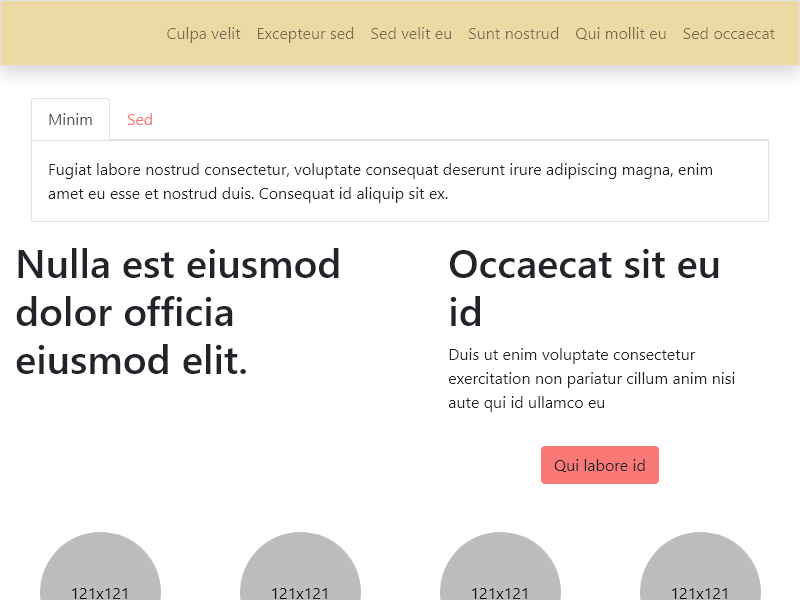 Culpa velit Excepteur sed Sed velit eu Sunt nostrud Qui mollit eu Sed occaecat
Minim Sed
Fugiat labore nostrud consectetur, voluptate consequat deserunt irure adipiscing magna, enim
amet eu esse et nostrud duis. Consequat id aliquip sit ex.
Nulla est eiusmod
dolor officia
eiusmod elit.
Occaecat sit eu
id
Duis ut enim voluptate consectetur
exercitation non pariatur cillum anim nisi
aute qui id ullamco eu
Qui labore id
121x121 121x121 121x121 121x121